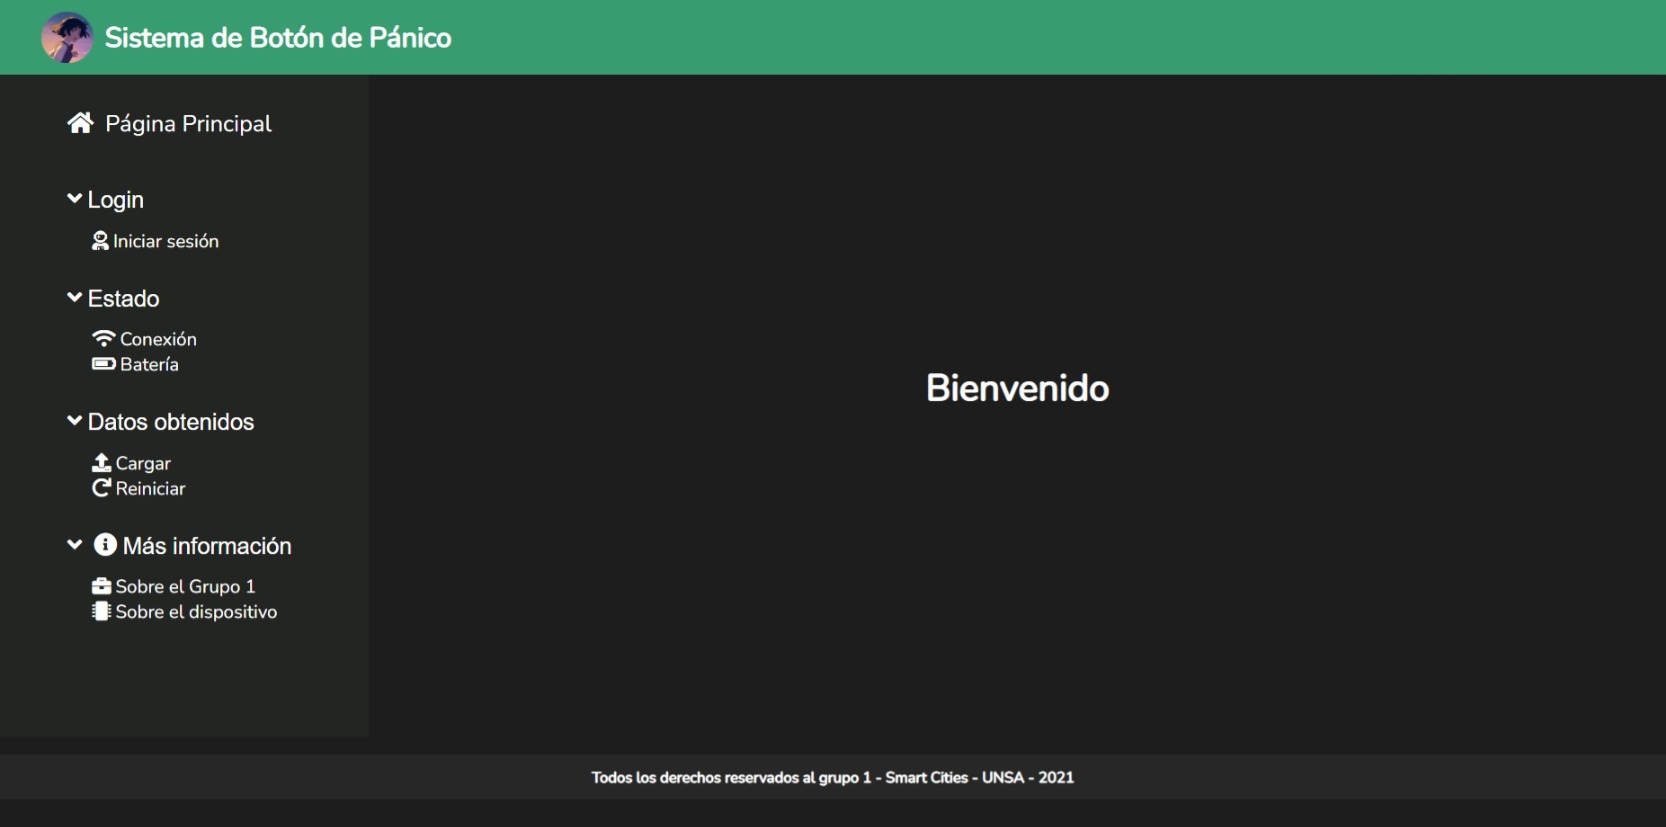 Sistema de Botón de Pánico
Página Principal
Login
Iniciar sesión
Estado
Conexión
Batería
Datos obtenidos
Cargar
Reiniciar
Más información
Sobre el Grupo 1
Sobre el dispositivo
Bienvenido
Todos los derechos reservados al grupo 1 - Smart Cities - UNSA - 2021